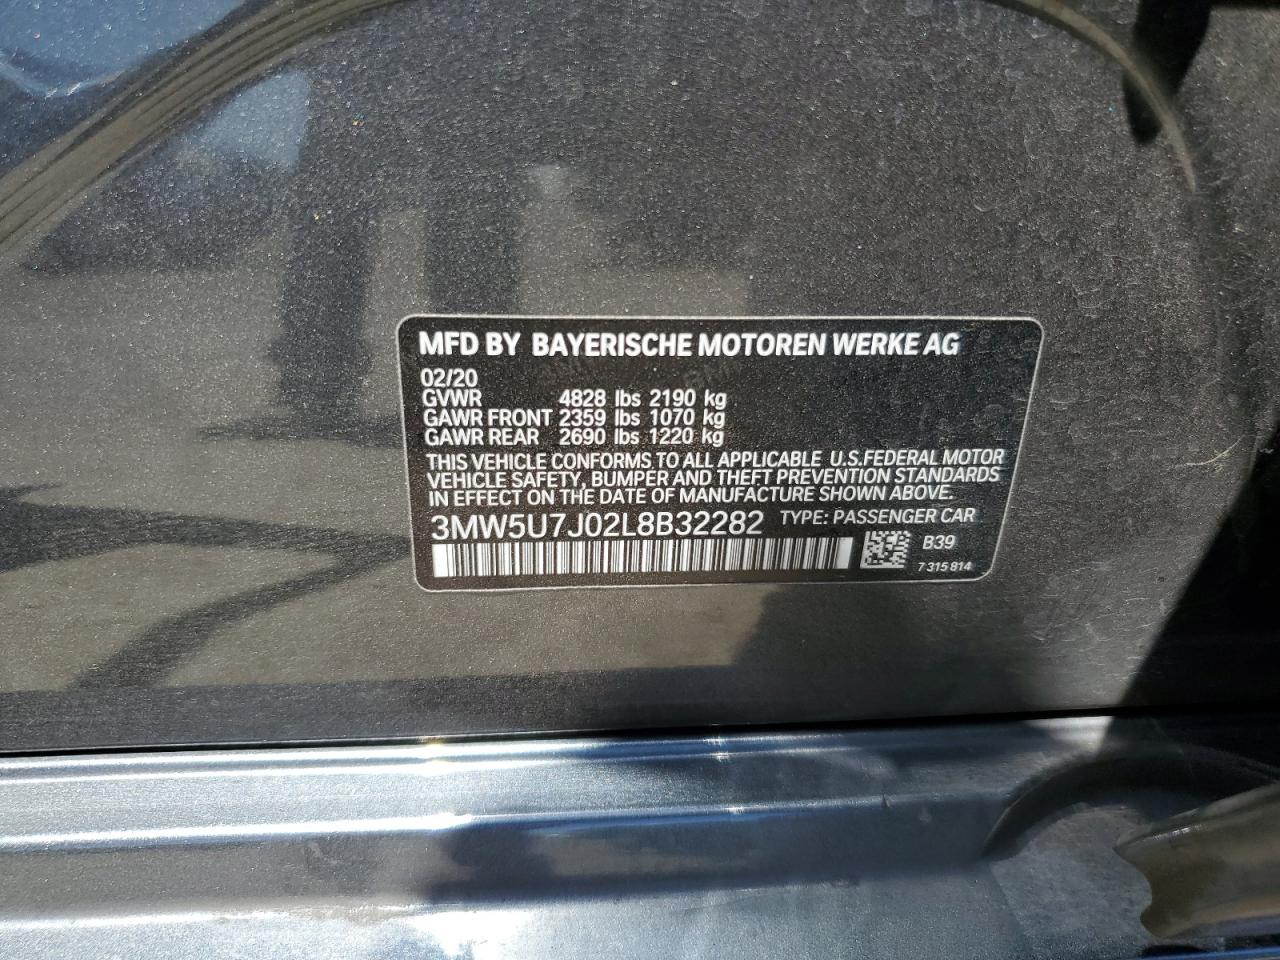 MFD BY BAYERISCHE MOTOREN WERKE AG
02/20
GVWR 4828 lbs 2190 kg
GAWR FRONT 2359 lbs 1070 kg
GAWR REAR 2690 lbs 1220 kg
THIS VEHICLE CONFORMS TO ALL APPLICABLE U.S.FEDERAL MOTOR
VEHICLE SAFETY, BUMPER AND THEFT PREVENTION STANDARDS
IN EFFECT ON THE DATE OF MANUFACTURE SHOWN ABOVE.
3MW5U7J02L8B32282 TYPE: PASSENGER CAR
B39
7 315 814